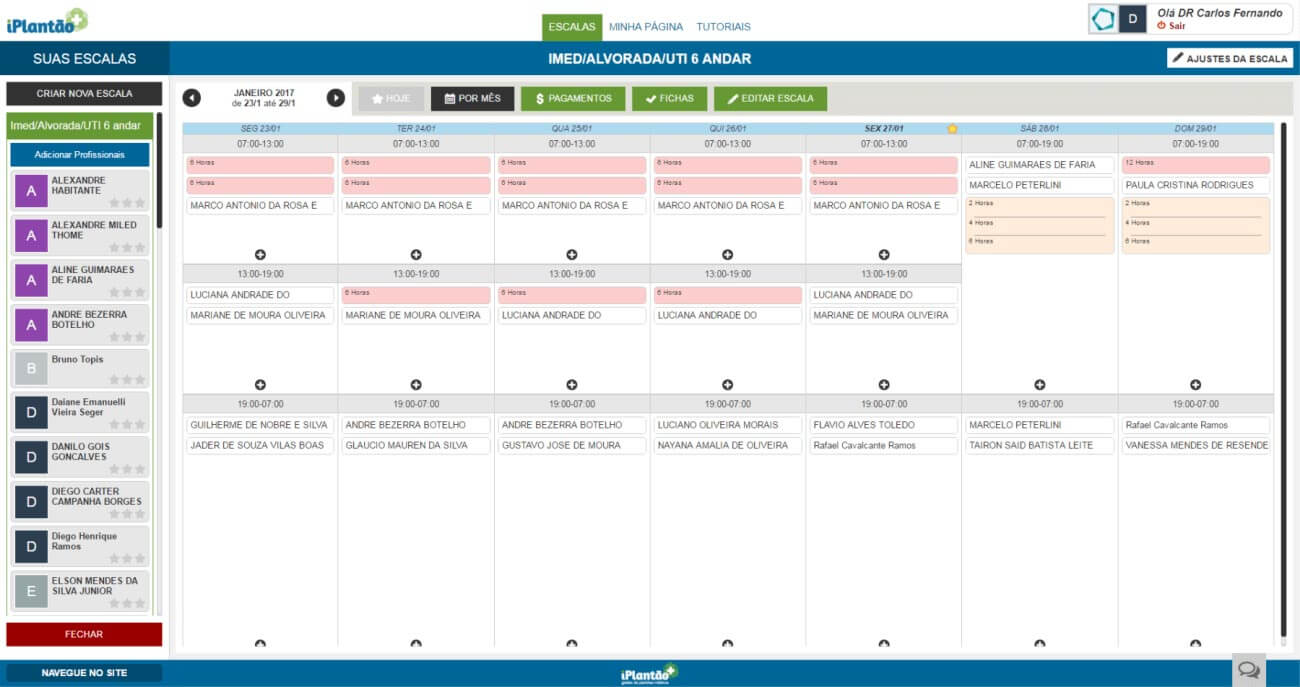 iPlantão
ESCALAS MINHA PÁGINA TUTORIAIS
D
Olá DR Carlos Fernando
Sair
SUAS ESCALAS
IMED/ALVORADA/UTI 6 ANDAR
AJUSTES DA ESCALA
CRIAR NOVA ESCALA
Imed/Alvorada/UTI 6 andar
Adicionar Profissionais
A
ALEXANDRE
HABITANTE
A
ALEXANDRE MILED
THOME
A
ALINE GUIMARAES
DE FARIA
A
ANDRE BEZERRA
BOTELHO
B
Bruno Topis
D
Daiane Emanuelli
Vieira Seger
D
DANILO GOIS
GONCALVES
D
DIEGO CARTER
CAMPANHA BORGES
D
Diego Henrique
Ramos
E
ELSON MENDES DA
SILVA JUNIOR
FECHAR
JANEIRO 2017
de 23/1 até 29/1
HOJE POR MÊS PAGAMENTOS FICHAS EDITAR ESCALA
SEG 23/01 TER 24/01 QUA 25/01 QUI 26/01 SEX 27/01 SÁB 28/01 DOM 29/01
07:00-13:00 07:00-13:00 07:00-13:00 07:00-13:00 07:00-13:00 07:00-19:00 07:00-19:00
6 Horas 6 Horas 6 Horas 6 Horas 6 Horas ALINE GUIMARAES DE FARIA 12 Horas
6 Horas 6 Horas 6 Horas 6 Horas 6 Horas MARCELO PETERLINI PAULA CRISTINA RODRIGUES
MARCO ANTONIO DA ROSA E MARCO ANTONIO DA ROSA E MARCO ANTONIO DA ROSA E MARCO ANTONIO DA ROSA E MARCO ANTONIO DA ROSA E 2 Horas 2 Horas
4 Horas 4 Horas
6 Horas 6 Horas
13:00-19:00 13:00-19:00 13:00-19:00 13:00-19:00 13:00-19:00
LUCIANA ANDRADE DO 6 Horas 6 Horas 6 Horas LUCIANA ANDRADE DO
MARIANE DE MOURA OLIVEIRA MARIANE DE MOURA OLIVEIRA LUCIANA ANDRADE DO LUCIANA ANDRADE DO MARIANE DE MOURA OLIVEIRA
19:00-07:00 19:00-07:00 19:00-07:00 19:00-07:00 19:00-07:00 19:00-07:00 19:00-07:00
GUILHERME DE NOBRE E SILVA ANDRE BEZERRA BOTELHO ANDRE BEZERRA BOTELHO LUCIANO OLIVEIRA MORAIS FLAVIO ALVES TOLEDO MARCELO PETERLINI Rafael Cavalcante Ramos
JADER DE SOUZA VILAS BOAS GLAUCIO MAUREN DA SILVA GUSTAVO JOSE DE MOURA NAYANA AMALIA DE OLIVEIRA Rafael Cavalcante Ramos TAIRON SAID BATISTA LEITE VANESSA MENDES DE RESENDE
NAVEGUE NO SITE
iPlantão